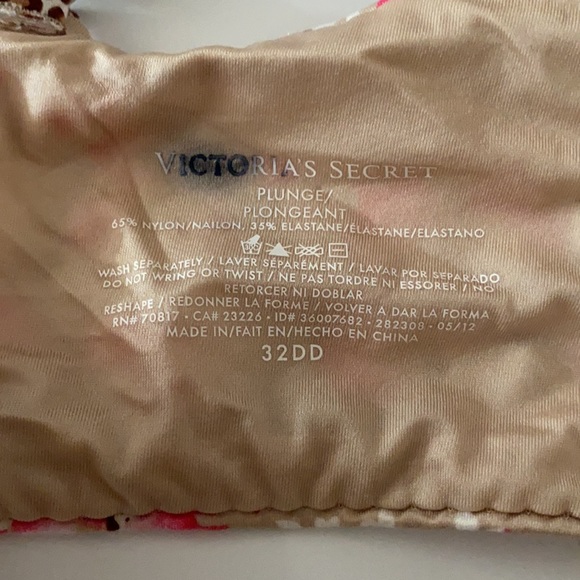 VICTORIA'S SECRET
PLUNGE/
PLONGEANT
65% NYLON/NAILON, 35% ELASTANE/ÉLASTANE/ELASTANO
WASH SEPARATELY / LAVER SÉPARÉMENT / LAVAR POR SEPARADO
DO NOT WRING OR TWIST / NE PAS TORDRE NI ESSORER / NO
RETORCER NI DOBLAR
RESHAPE / REDONNER LA FORME / VOLVER A DAR LA FORMA
RN# 70817 • CA# 23226 • ID# 36007682 • 282308 • 05/12
MADE IN/FAIT EN/HECHO EN CHINA
32DD